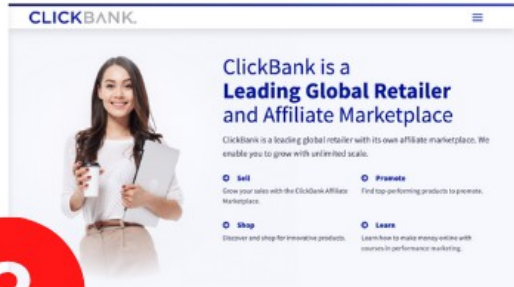 CLICKBANK.
ClickBank is a
Leading Global Retailer
and Affiliate Marketplace
ClickBank is a leading global retailer with its own affiliate marketplace. We
enable you to grow with unlimited scale.
Sell
Grow your sales with the ClickBank Affiliate
Marketplace.
Promote
Find top-performing products to promote.
Shop
Discover and shop for innovative products.
Learn
Learn how to make money online with
courses in performance marketing.